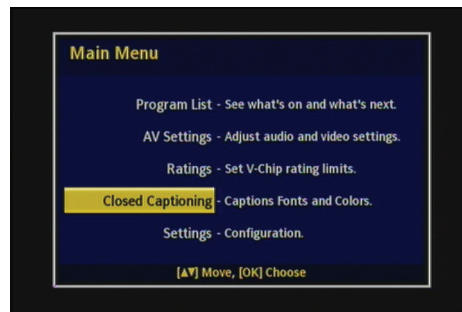 Main Menu
Program List - See what's on and what's next.
AV Settings - Adjust audio and video settings.
Ratings - Set V-Chip rating limits.
Closed Captioning - Captions Fonts and Colors.
Settings - Configuration.
[▲▼] Move, [OK] Choose